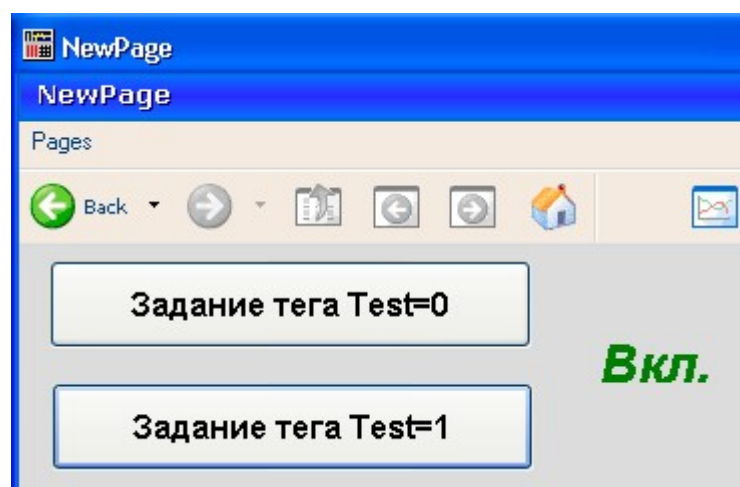 NewPage
NewPage
Pages
Back
Задание тега Test=0
Вкл.
Задание тега Test=1